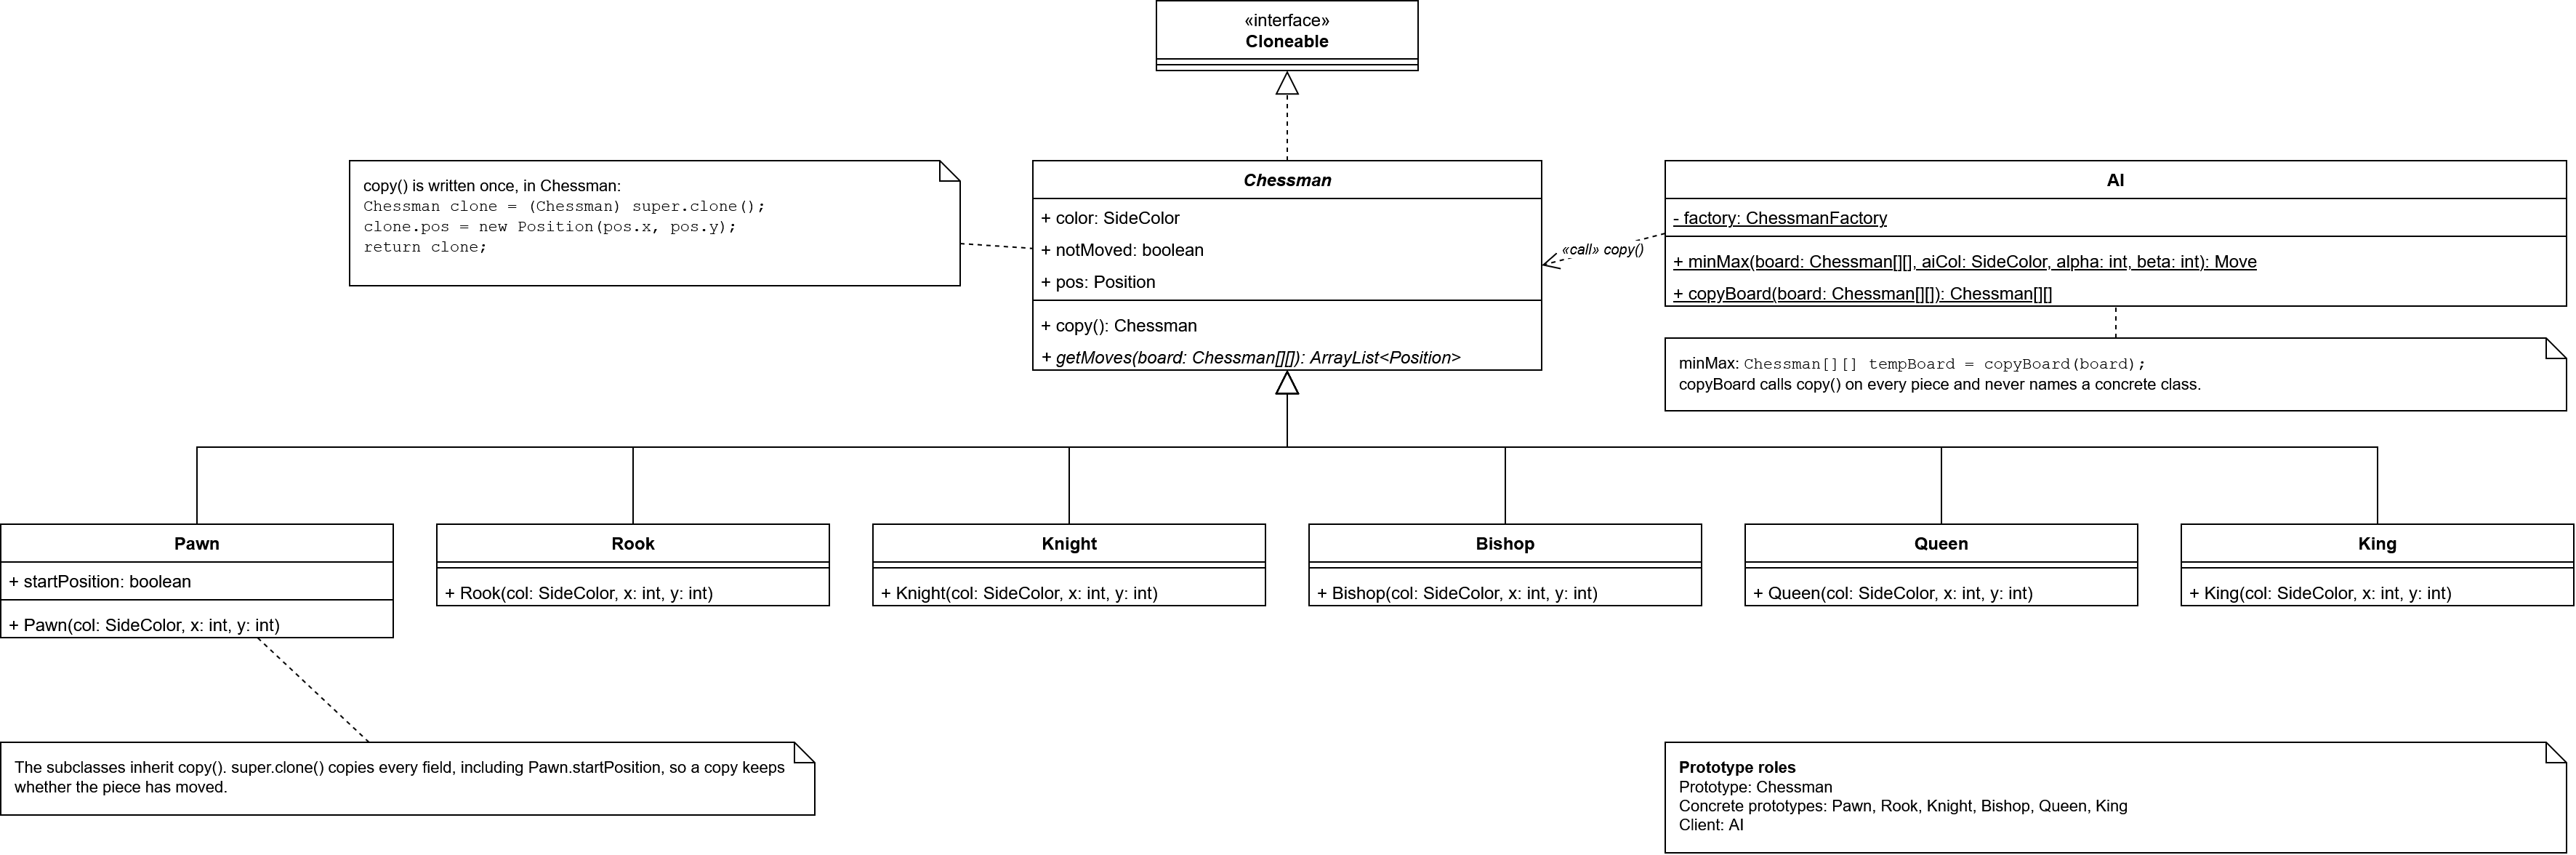 «interface»
Cloneable
copy() is written once, in Chessman:
Chessman clone = (Chessman) super.clone();
clone.pos = new Position(pos.x, pos.y);
return clone;
Chessman
+ color: SideColor
+ notMoved: boolean
+ pos: Position
+ copy(): Chessman
+ getMoves(board: Chessman[][]): ArrayList<Position>
«call» copy()
AI
- factory: ChessmanFactory
+ minMax(board: Chessman[][], aiCol: SideColor, alpha: int, beta: int): Move
+ copyBoard(board: Chessman[][]): Chessman[][]
minMax: Chessman[][] tempBoard = copyBoard(board);
copyBoard calls copy() on every piece and never names a concrete class.
Pawn
+ startPosition: boolean
+ Pawn(col: SideColor, x: int, y: int)
Rook
+ Rook(col: SideColor, x: int, y: int)
Knight
+ Knight(col: SideColor, x: int, y: int)
Bishop
+ Bishop(col: SideColor, x: int, y: int)
Queen
+ Queen(col: SideColor, x: int, y: int)
King
+ King(col: SideColor, x: int, y: int)
The subclasses inherit copy(). super.clone() copies every field, including Pawn.startPosition, so a copy keeps
whether the piece has moved.
Prototype roles
Prototype: Chessman
Concrete prototypes: Pawn, Rook, Knight, Bishop, Queen, King
Client: AI